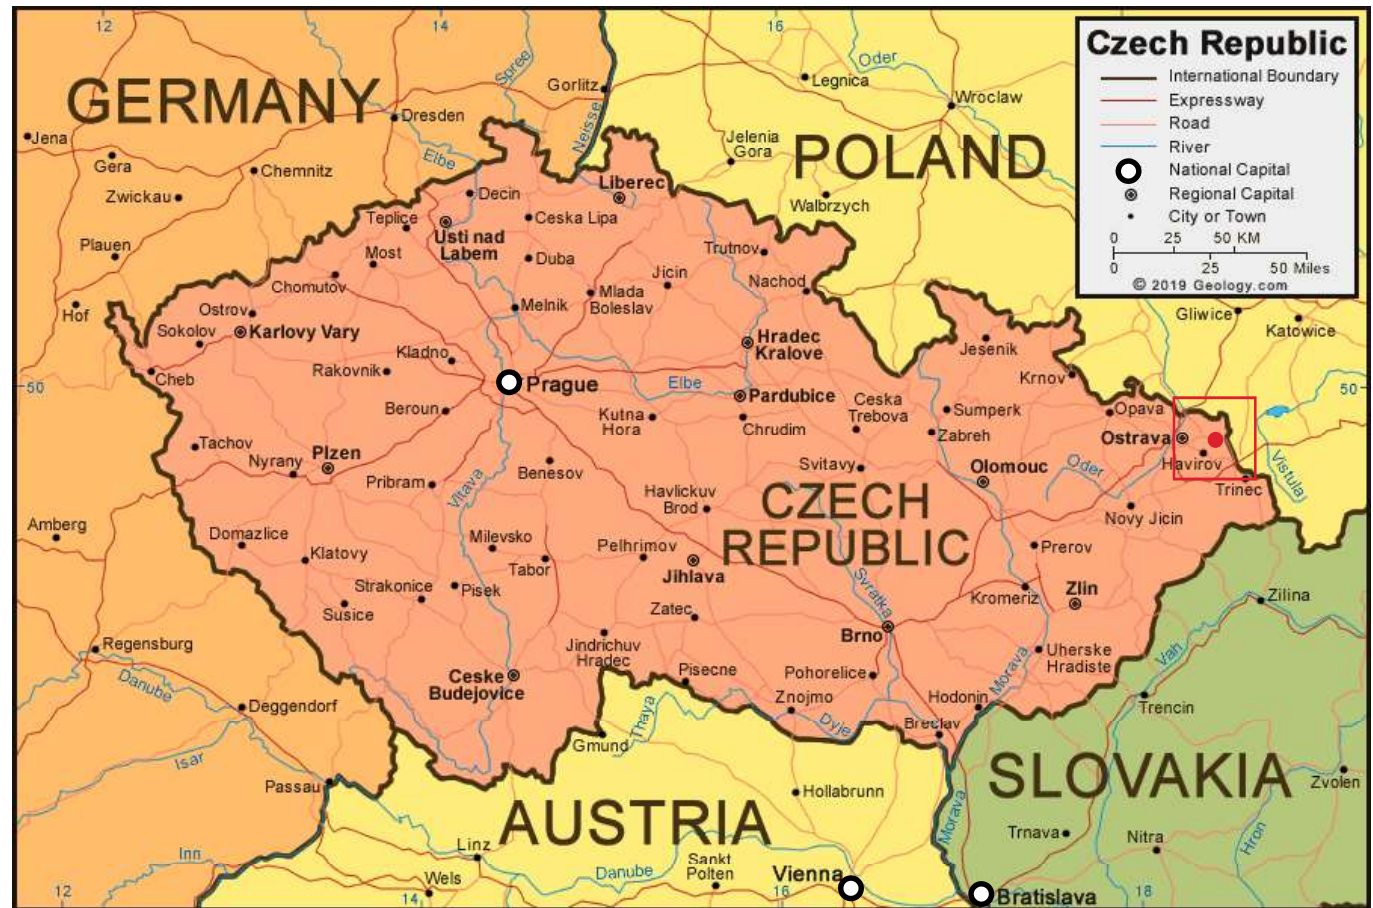 12
14
16
Czech Republic
International Boundary
Expressway
Road
River
National Capital
Regional Capital
City or Town
0 25 50 KM
0 25 50 Miles
© 2019 Geology.com
GERMANY
POLAND
CZECH
REPUBLIC
AUSTRIA
SLOVAKIA
Spree
Gorlitz
Neisse
Oder
Legnica
Wroclaw
Jena
Dresden
Elbe
Jelenia
Gora
Gera
Chemnitz
Zwickau
Walbrzych
Plauen
Hof
Decin
Liberec
Teplice
Ceska Lipa
Usti nad
Labem
Most
Duba
Trutnov
Chomutov
Jicin
Nachod
Ostrov
Melnik
Mlada
Boleslav
Gliwice
Katowice
Sokolov
Karlovy Vary
Hradec
Kralove
Jesenik
Kladno
Cheb
Rakovnik
Prague
Elbe
Krnov
50
50
Pardubice
Beroun
Kutna
Hora
Chrudim
Ceska
Trebova
Sumperk
Opava
Zabreh
Ostrava
Tachov
Plzen
Nyrany
Benesov
Svitavy
Olomouc
Oder
Havirov
Vistula
Pribram
Vltava
Havlickuv
Brod
Trinec
Novy Jicin
Amberg
Domazlice
Klatovy
Milevsko
Tabor
Pelhrimov
Jihlava
Prerov
Svratka
Strakonice
Pisek
Susice
Zatec
Kromeriz
Zlin
Zilina
Brno
Regensburg
Jindrichuv
Hradec
Uherske
Hradiste
Vah
Danube
Ceske
Budejovice
Pisecne
Pohorelice
Morava
Deggendorf
Znojmo
Hodonin
Trencin
Thaya
Dyje
Breclav
Gmund
Isar
Passau
Hollabrunn
Zvolen
Morava
Trnava
Nitra
Hron
Inn
Linz
Danube
Sankt
Polten
Vienna
Wels
Bratislava
12
14
16
18